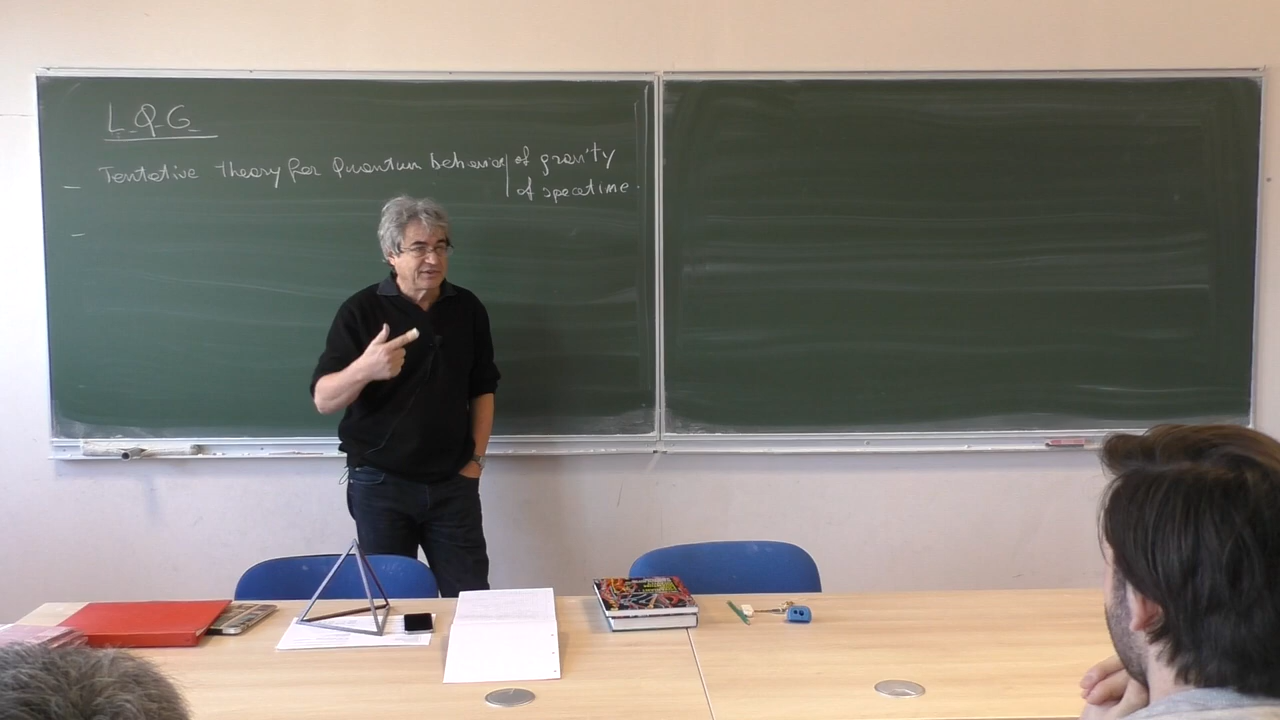 L.Q.G.
– Tentative theory for Quantum behavior of gravity
of spacetime.
–